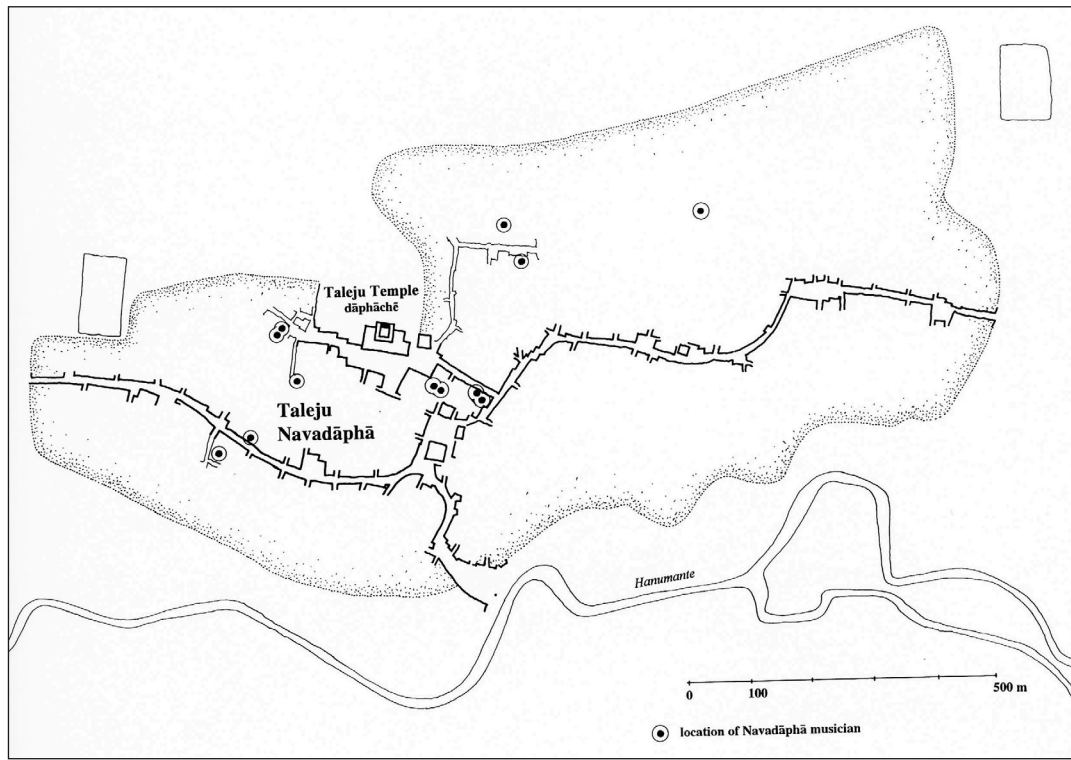 Taleju Temple
dāphāchē
Taleju
Navadāphā
Hanumante
0 100 500 m
location of Navadāphā musician